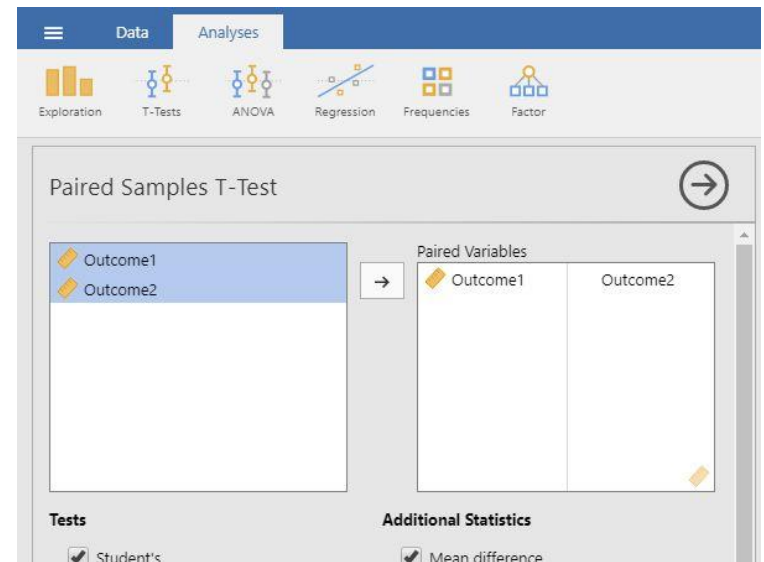 Data Analyses
Exploration T-Tests ANOVA Regression Frequencies Factor
Paired Samples T-Test
Outcome1
Outcome2
Paired Variables
Outcome1 Outcome2
Tests
Student's
Additional Statistics
Mean difference